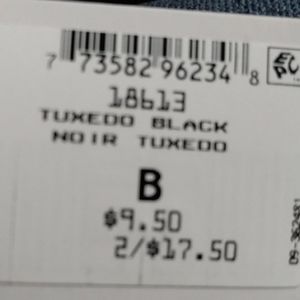 7 73582 96234 8
18613
TUXEDO BLACK
NOIR TUXEDO
B
$9.50
2/$17.50